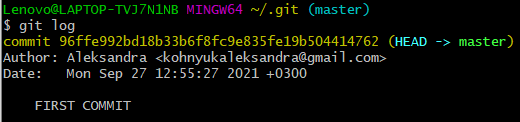 Lenovo@LAPTOP-TVJ7N1NB MINGW64 ~/.git (master)
$ git log
commit 96ffe992bd18b33b6f8fc9e835fe19b504414762 (HEAD -> master)
Author: Aleksandra <kohnyukaleksandra@gmail.com>
Date:   Mon Sep 27 12:55:27 2021 +0300
    FIRST COMMIT